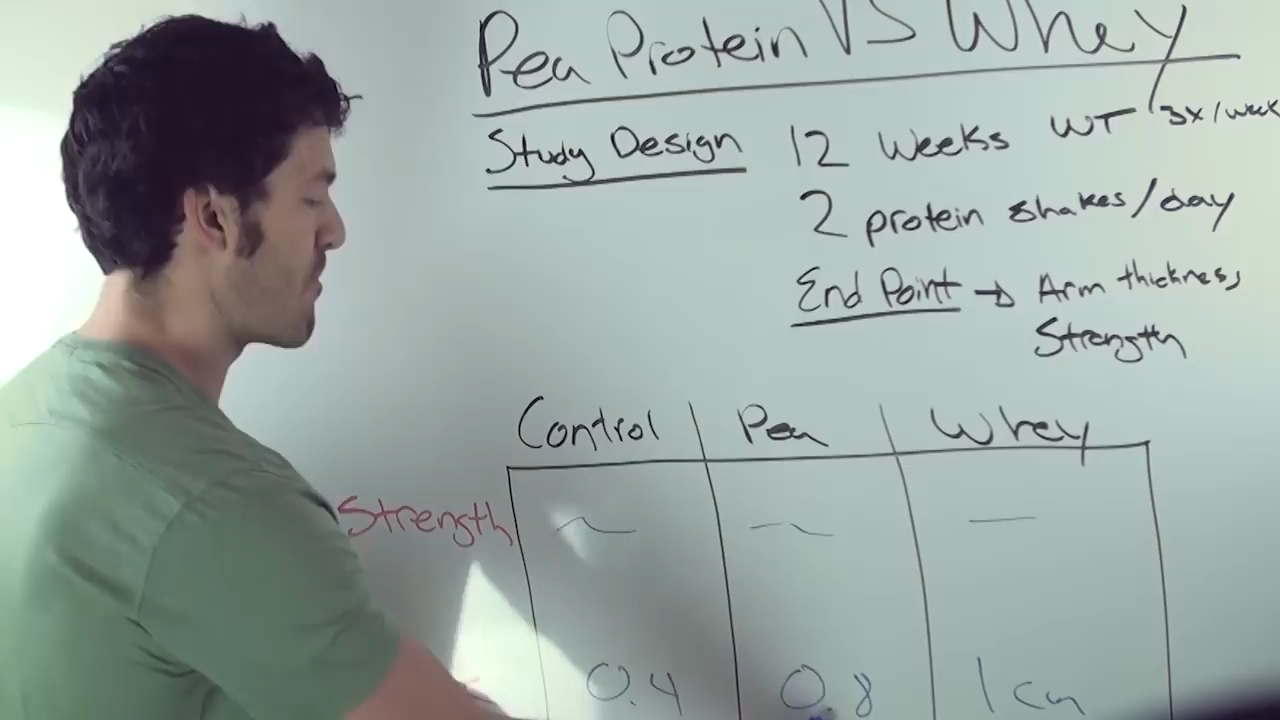 Pea Protein VS Whey
Study Design 12 Weeks WT 3x/week
2 protein shakes/day
End Point → Arm thickness,
Strength
Control Pea Whey
Strength ~ ~ —
0.4 0.8 1cm